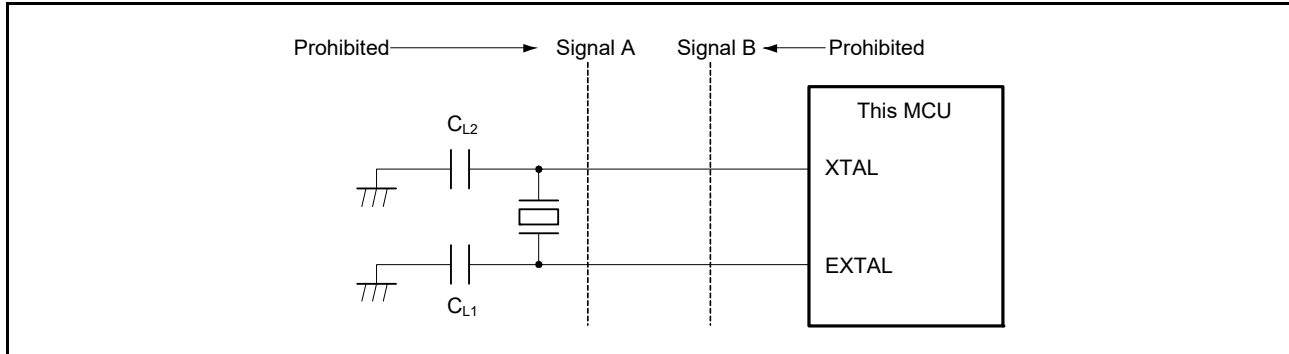 Prohibited Signal A Signal B Prohibited
This MCU
CL2
XTAL
EXTAL
CL1